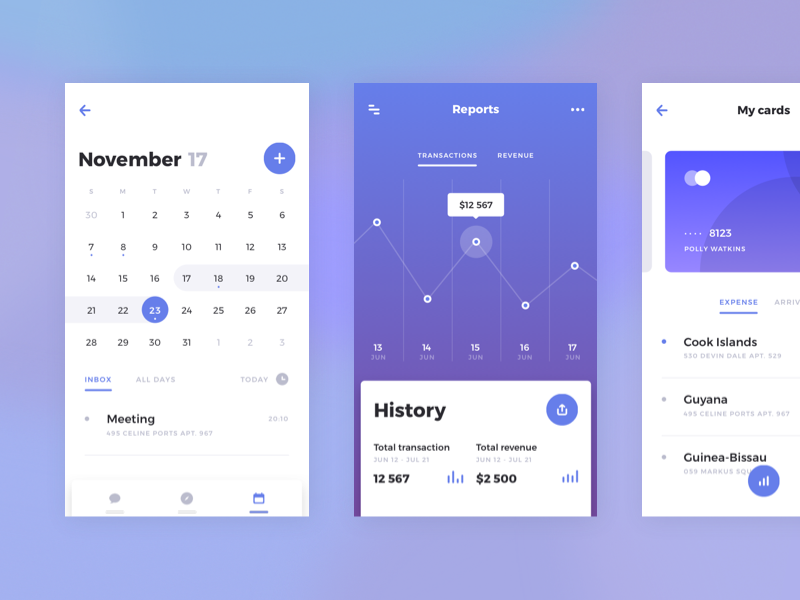 November 17
S M T W T F S
30 1 2 3 4 5 6
7 8 9 10 11 12 13
14 15 16 17 18 19 20
21 22 23 24 25 26 27
28 29 30 31 1 2 3
INBOX ALL DAYS TODAY
Meeting 20:10
495 CELINE PORTS APT. 967
Reports
TRANSACTIONS REVENUE
$12 567
13 14 15 16 17
JUN JUN JUN JUN JUN
History
Total transaction Total revenue
JUN 12 - JUL 21 JUN 12 - JUL 21
12 567 $2 500
My cards
8123
POLLY WATKINS
EXPENSE ARRIV
Cook Islands
530 DEVIN DALE APT. 529
Guyana
495 CELINE PORTS APT. 967
Guinea-Bissau
059 MARKUS